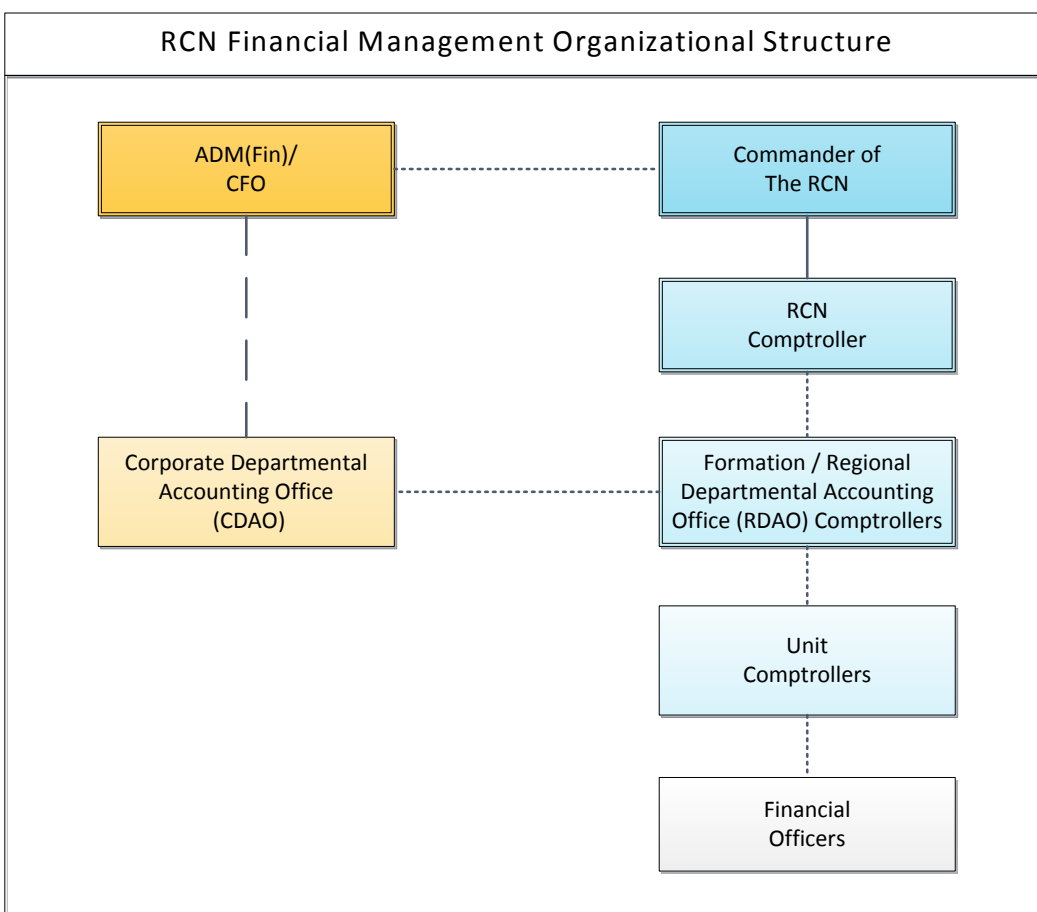 RCN Financial Management Organizational Structure
ADM(Fin)/
CFO
Commander of
The RCN
RCN
Comptroller
Corporate Departmental
Accounting Office
(CDAO)
Formation / Regional
Departmental Accounting
Office (RDAO) Comptrollers
Unit
Comptrollers
Financial
Officers